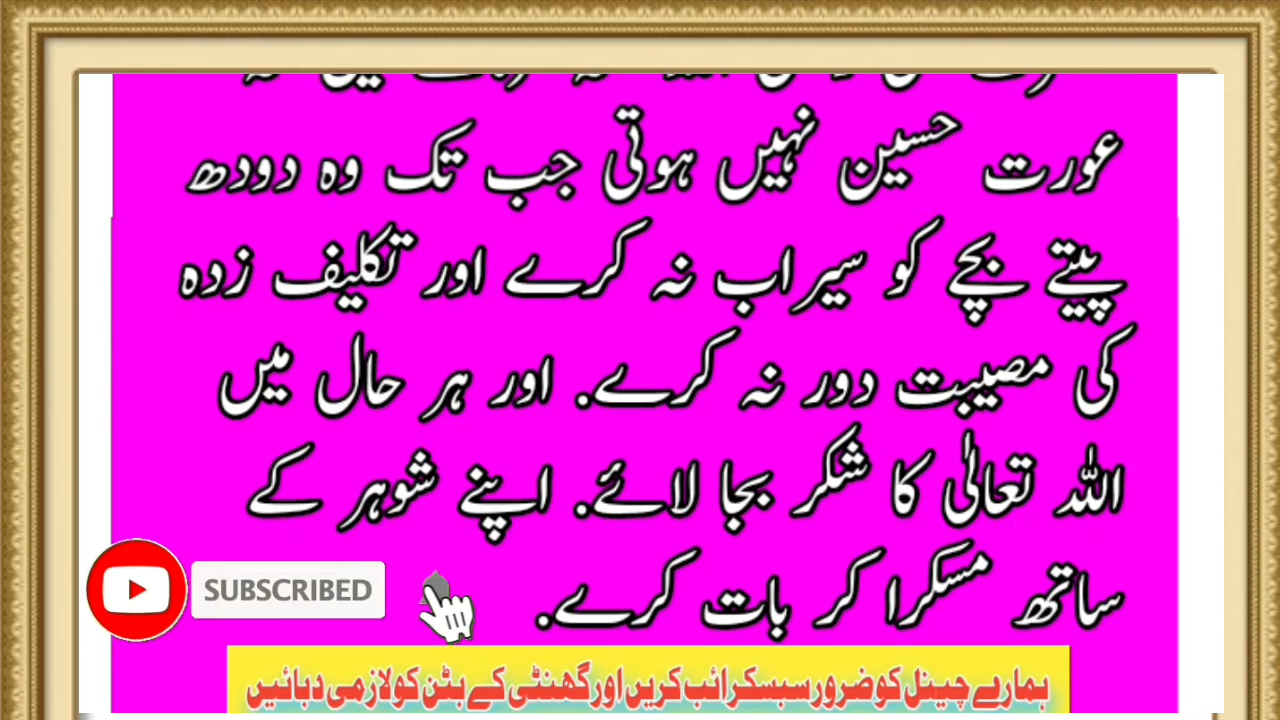 عورت حسین نہیں ہوتی جب تک وہ دودھ
پیتے بچے کو سیراب نہ کرے اور تکلیف زدہ
کی مصیبت دور نہ کرے. اور ہر حال میں
اللہ تعالیٰ کا شکر بجا لائے. اپنے شوہر کے
ساتھ مسکرا کر بات کرے.
SUBSCRIBED
ہمارے چینل کو ضرور سبسکرائب کریں اور گھنٹی کے بٹن کو لازمی دبائیں